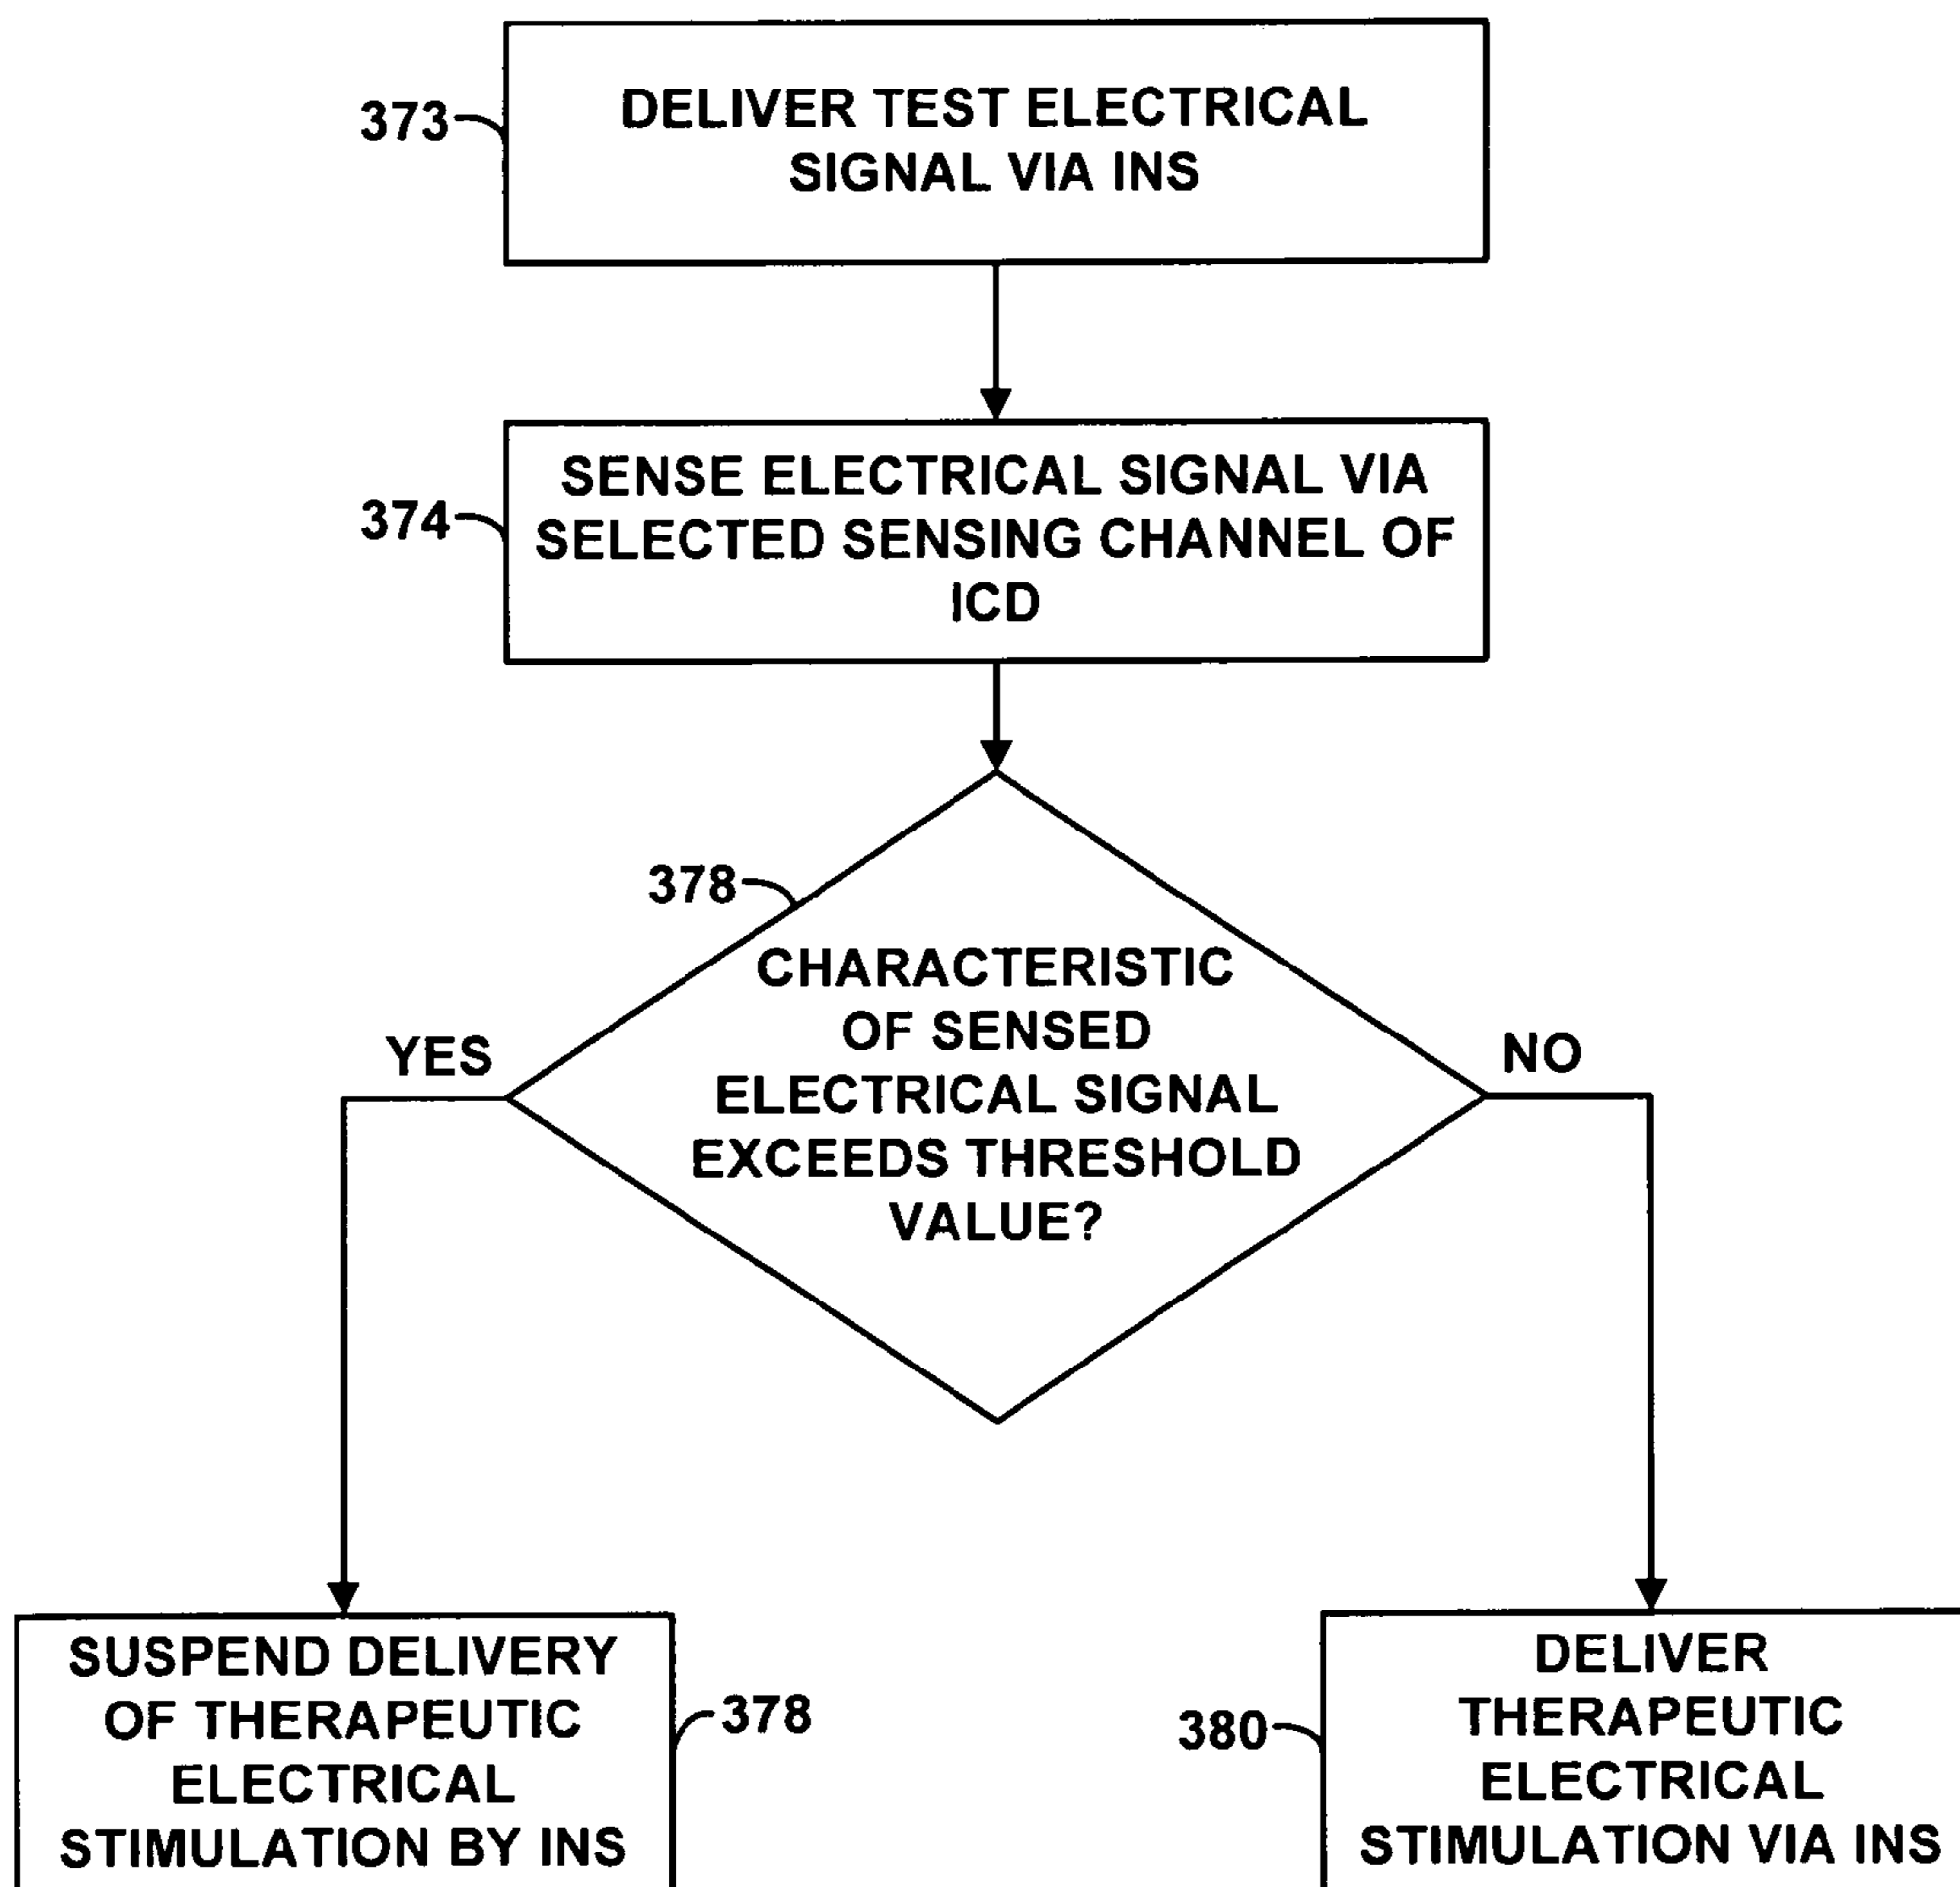 373
DELIVER TEST ELECTRICAL
SIGNAL VIA INS
374
SENSE ELECTRICAL SIGNAL VIA
SELECTED SENSING CHANNEL OF
ICD
378
CHARACTERISTIC
OF SENSED
ELECTRICAL SIGNAL
EXCEEDS THRESHOLD
VALUE?
YES
NO
SUSPEND DELIVERY
OF THERAPEUTIC
ELECTRICAL
STIMULATION BY INS
378
380
DELIVER
THERAPEUTIC
ELECTRICAL
STIMULATION VIA INS